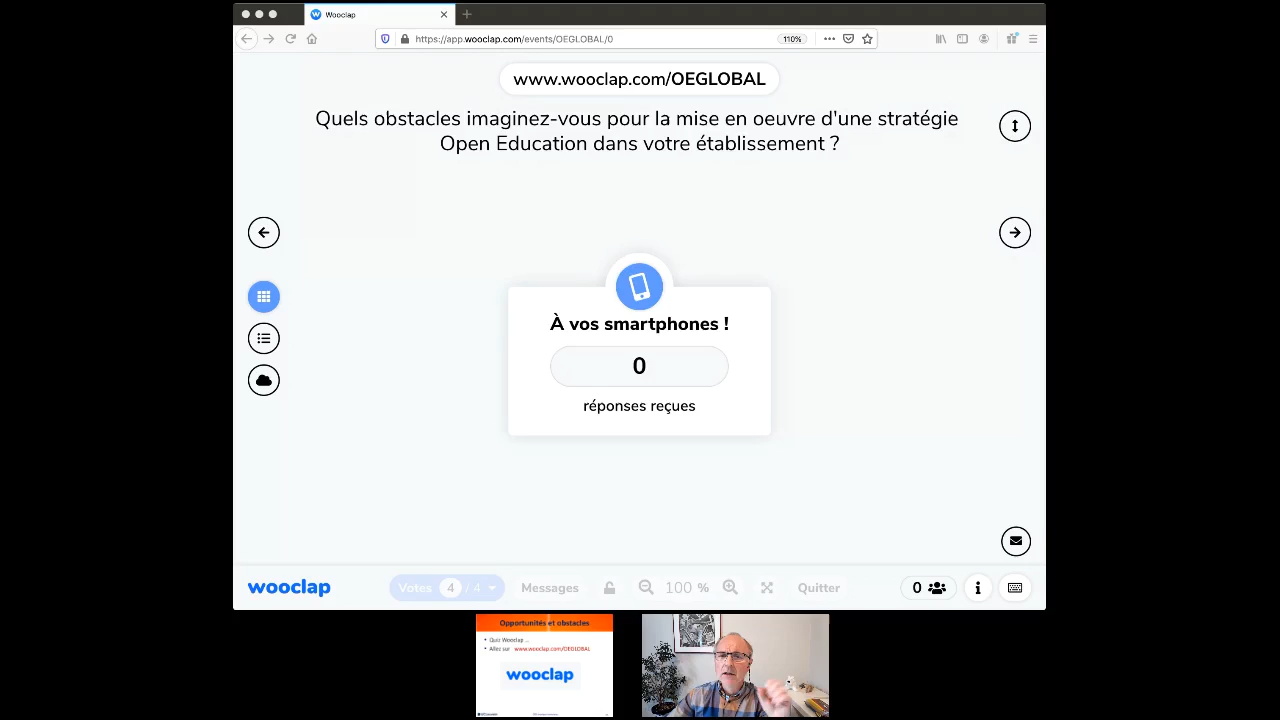 Wooclap
https://app.wooclap.com/events/OEGLOBAL/0
110%
www.wooclap.com/OEGLOBAL
Quels obstacles imaginez-vous pour la mise en oeuvre d'une stratégie
Open Education dans votre établissement ?
À vos smartphones !
0
réponses reçues
wooclap
Votes 4 / 4
Messages
100 %
Quitter
0
Opportunités et obstacles
• Quiz Wooclap ...
• Allez sur www.wooclap.com/OEGLOBAL
wooclap